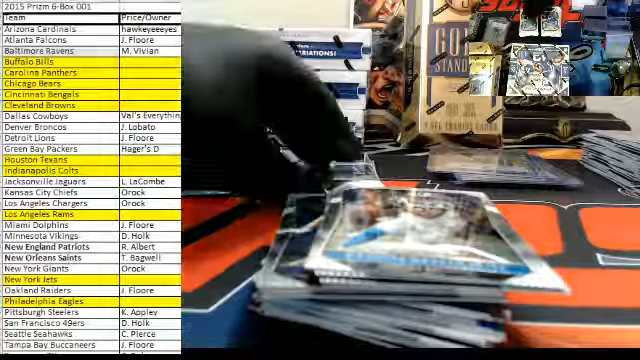 2015 Prizm 6-Box 001
Team Price/Owner
Arizona Cardinals hawkeyeeyes
Atlanta Falcons J. Floore
Baltimore Ravens M. Vivian
Buffalo Bills
Carolina Panthers
Chicago Bears
Cincinnati Bengals
Cleveland Browns
Dallas Cowboys Val's Everythin
Denver Broncos J. Lobato
Detroit Lions J. Floore
Green Bay Packers Hager's D
Houston Texans
Indianapolis Colts
Jacksonville Jaguars L. LaCombe
Kansas City Chiefs Orock
Los Angeles Chargers Orock
Los Angeles Rams
Miami Dolphins J. Floore
Minnesota Vikings D. Holk
New England Patriots R. Albert
New Orleans Saints T. Bagwell
New York Giants Orock
New York Jets
Oakland Raiders J. Floore
Philadelphia Eagles
Pittsburgh Steelers K. Appley
San Francisco 49ers D. Holk
Seattle Seahawks C. Pierce
Tampa Bay Buccaneers J. Floore
VARIATIONS!